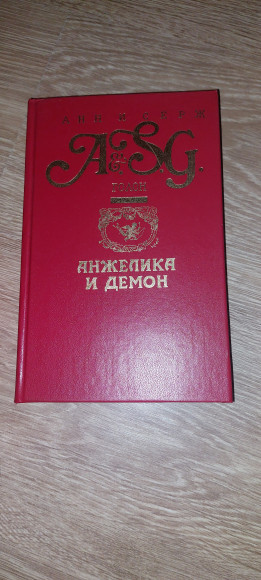 АНН И СЕРЖ
A.&S.G.
ГОЛОН
АНЖЕЛИКА
И ДЕМОН